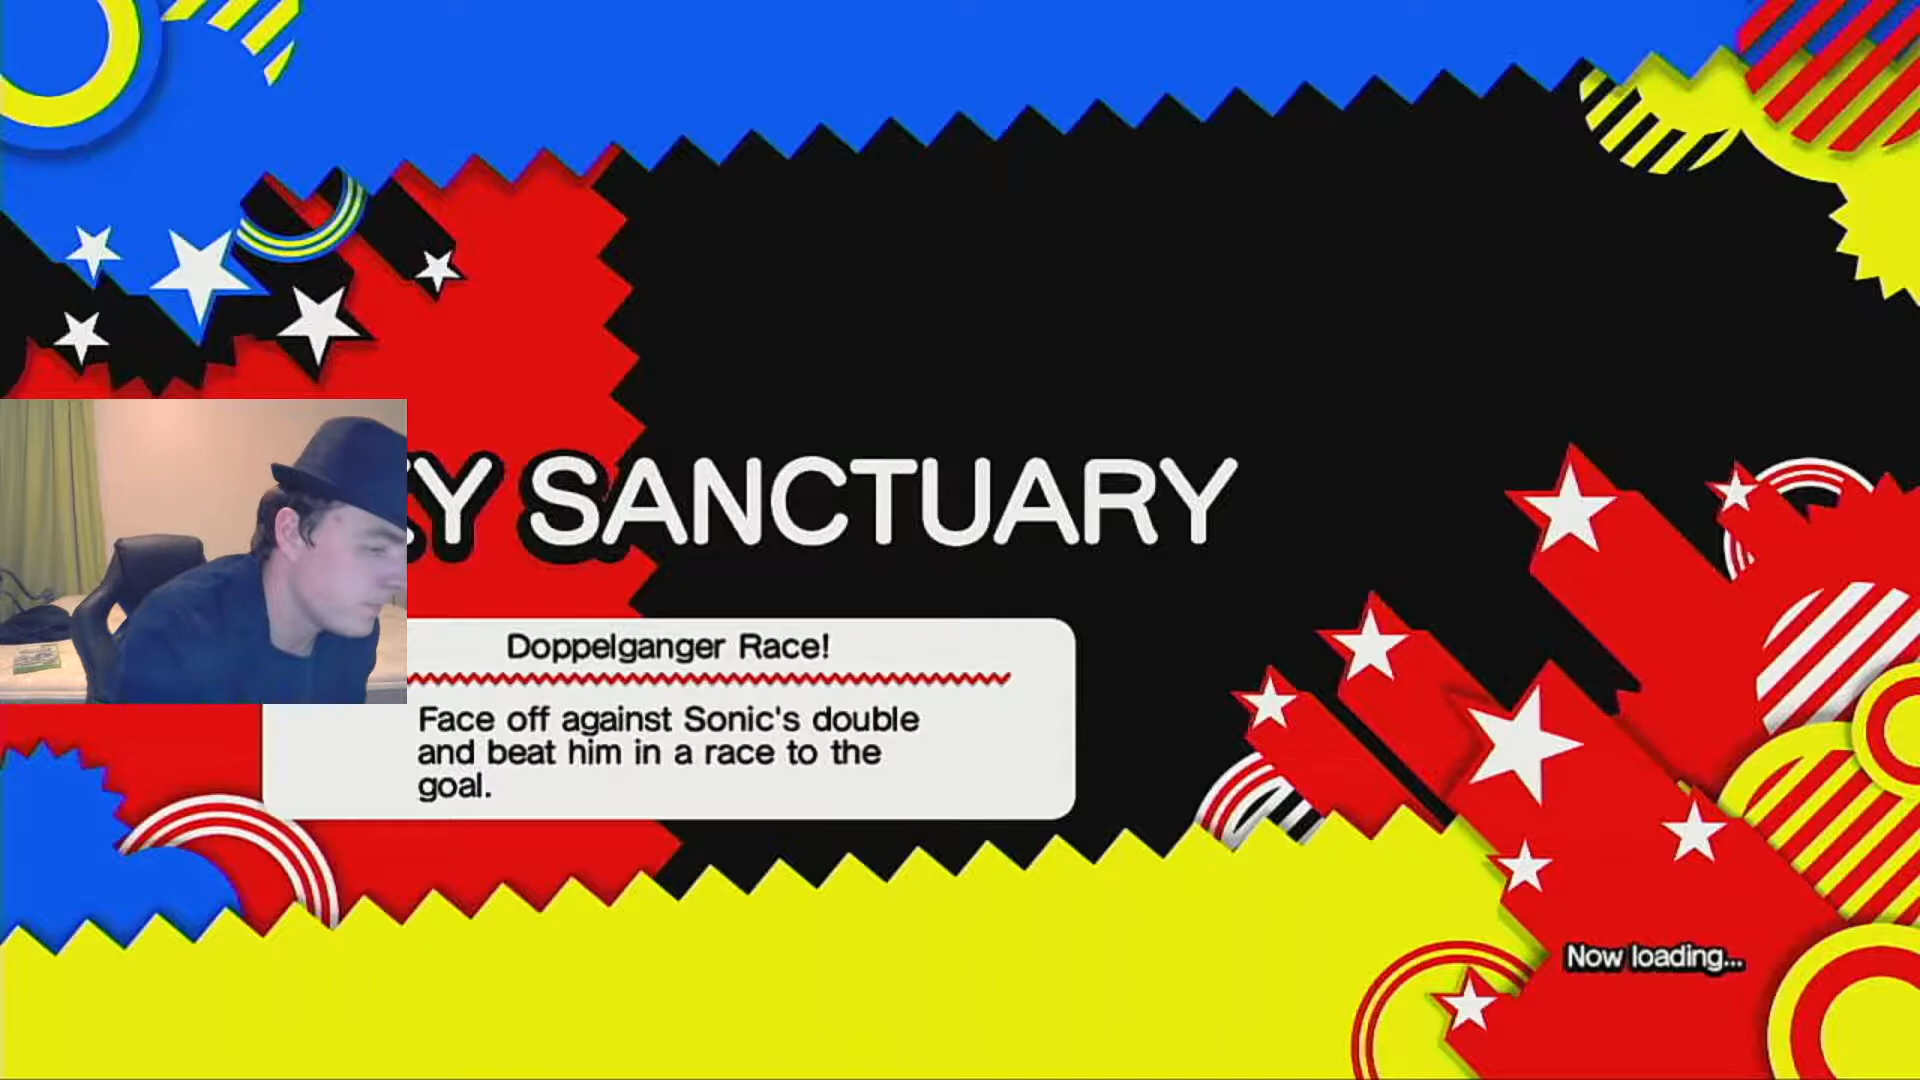 Y SANCTUARY
Doppelganger Race!
Face off against Sonic's double
and beat him in a race to the
goal.
Now loading...